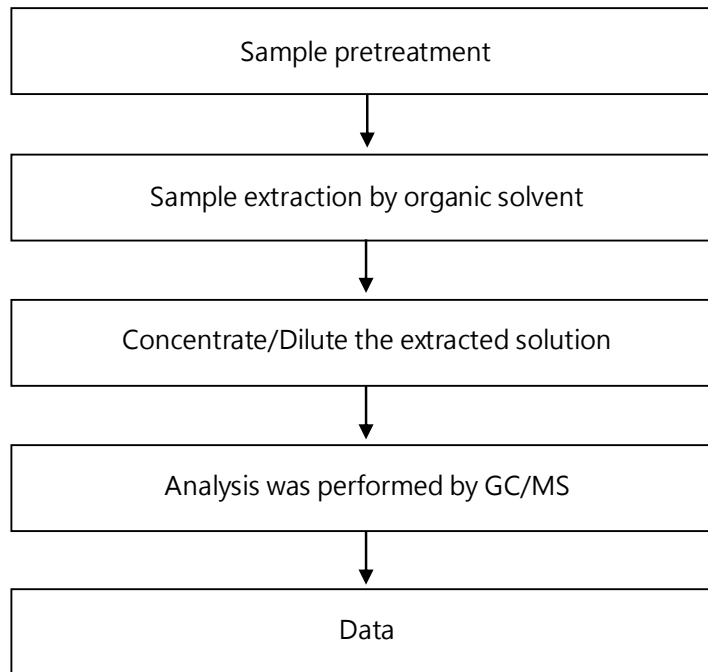 Sample pretreatment
Sample extraction by organic solvent
Concentrate/Dilute the extracted solution
Analysis was performed by GC/MS
Data